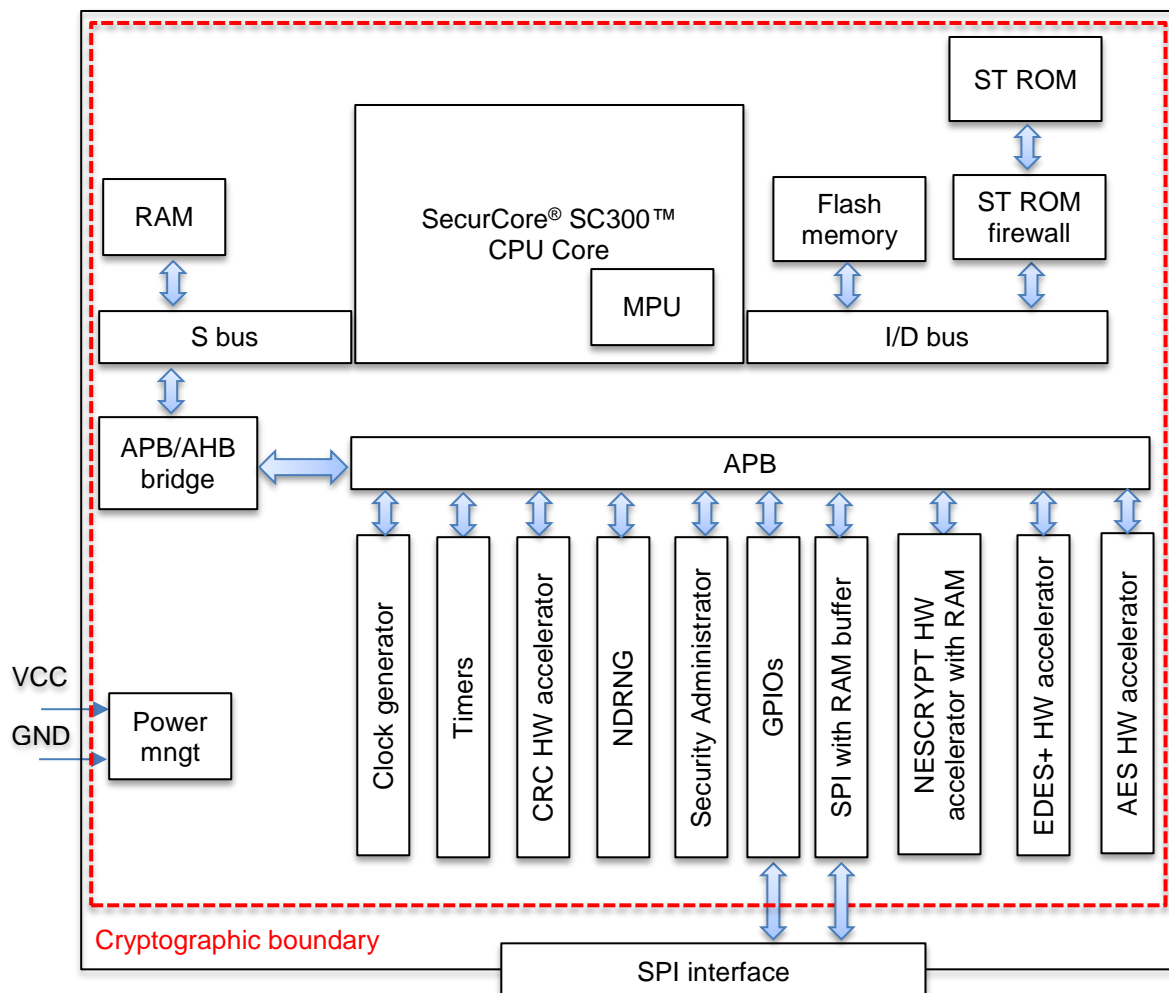 ST ROM
RAM
SecurCore® SC300™
CPU Core
Flash
memory
ST ROM
firewall
MPU
S bus
I/D bus
APB/AHB
bridge
APB
Clock generator
Timers
CRC HW accelerator
NDRNG
Security Administrator
GPIOs
SPI with RAM buffer
NESCRYPT HW
accelerator with RAM
EDES+ HW accelerator
AES HW accelerator
VCC
GND
Power
mngt
Cryptographic boundary
SPI interface